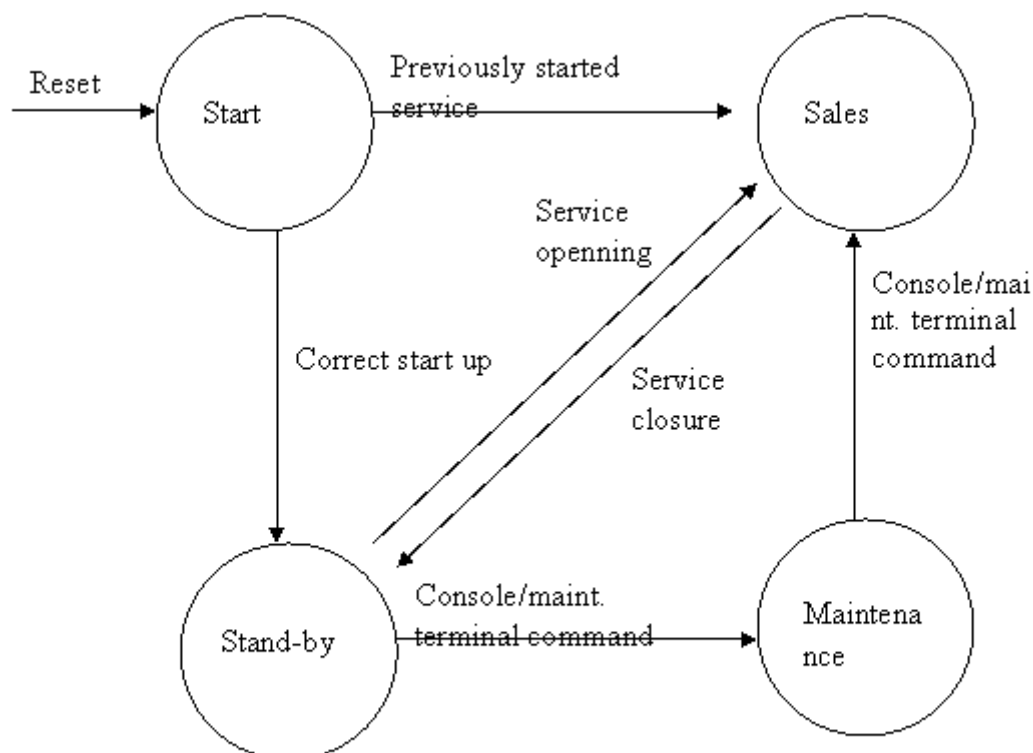 Reset
Start
Previously started
service
Sales
Service
openning
Console/mai
nt. terminal
command
Correct start up
Service
closure
Stand-by
Console/maint.
terminal command
Maintena
nce